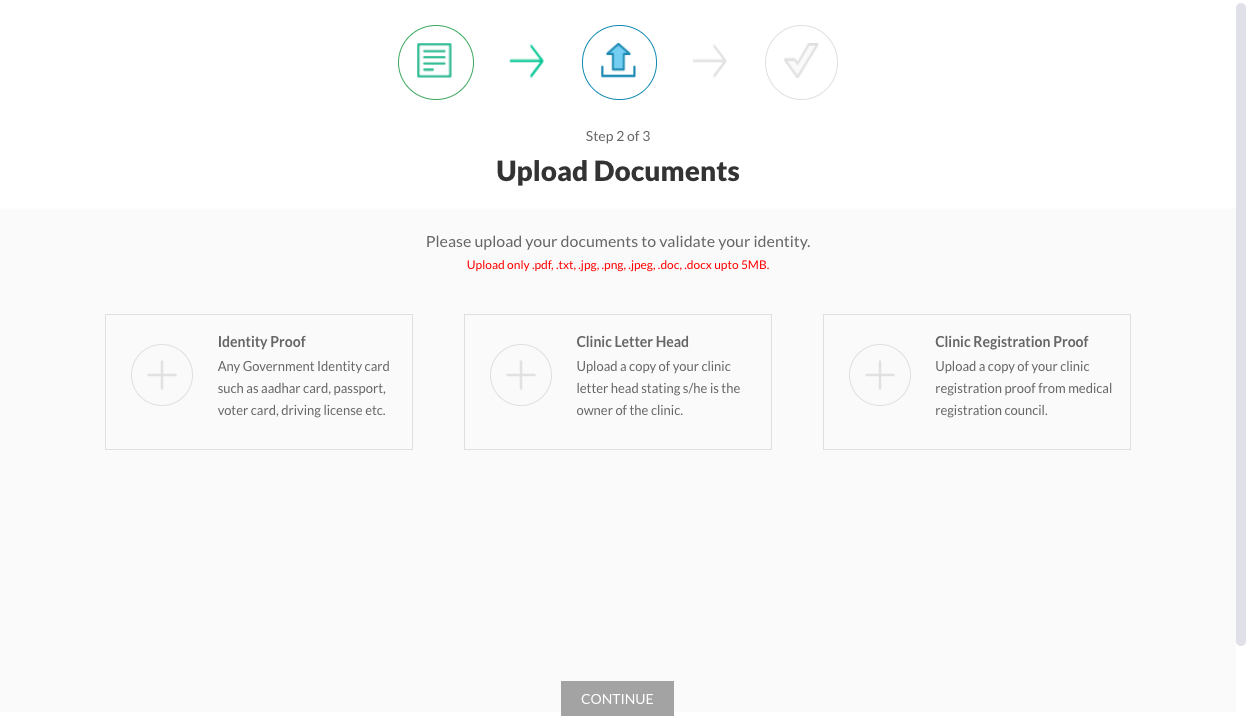 Step 2 of 3
Upload Documents
Please upload your documents to validate your identity.
Upload only .pdf, .txt, .jpg, .png, .jpeg, .doc, .docx upto 5MB.
Identity Proof
Any Government Identity card
such as aadhar card, passport,
voter card, driving license etc.
Clinic Letter Head
Upload a copy of your clinic
letter head stating s/he is the
owner of the clinic.
Clinic Registration Proof
Upload a copy of your clinic
registration proof from medical
registration council.
CONTINUE